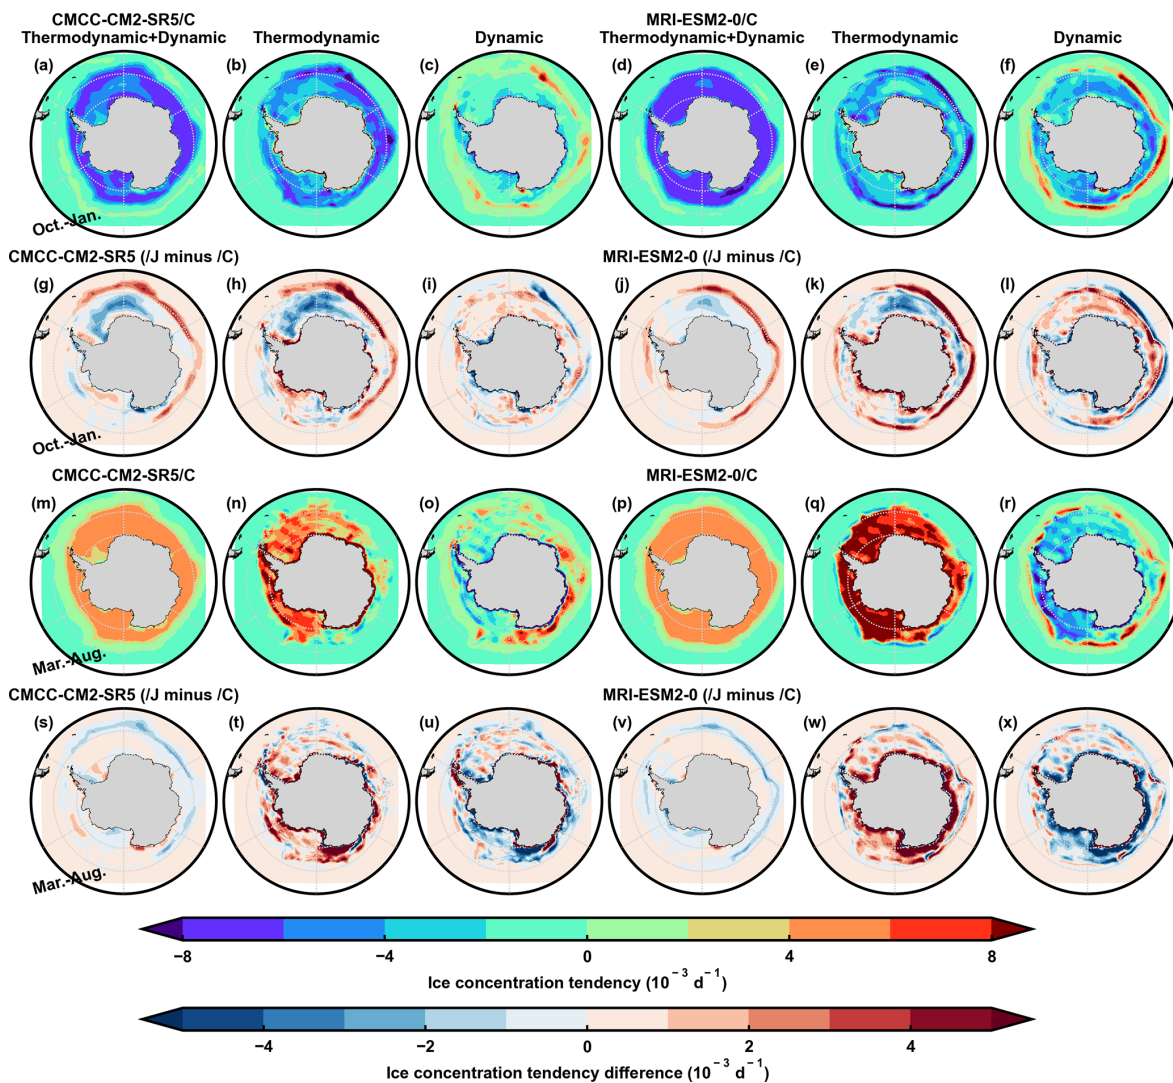 CMCC-CM2-SR5/C MRI-ESM2-0/C
Thermodynamic+Dynamic Thermodynamic Dynamic Thermodynamic+Dynamic Thermodynamic Dynamic
(a) (b) (c) (d) (e) (f)
Oct.-Jan.
CMCC-CM2-SR5 (/J minus /C) MRI-ESM2-0 (/J minus /C)
(g) (h) (i) (j) (k) (l)
Oct.-Jan.
CMCC-CM2-SR5/C MRI-ESM2-0/C
(m) (n) (o) (p) (q) (r)
Mar.-Aug.
CMCC-CM2-SR5 (/J minus /C) MRI-ESM2-0 (/J minus /C)
(s) (t) (u) (v) (w) (x)
Mar.-Aug.
−8 −4 0 4 8
Ice concentration tendency (10⁻³ d⁻¹)
−4 −2 0 2 4
Ice concentration tendency difference (10⁻³ d⁻¹)